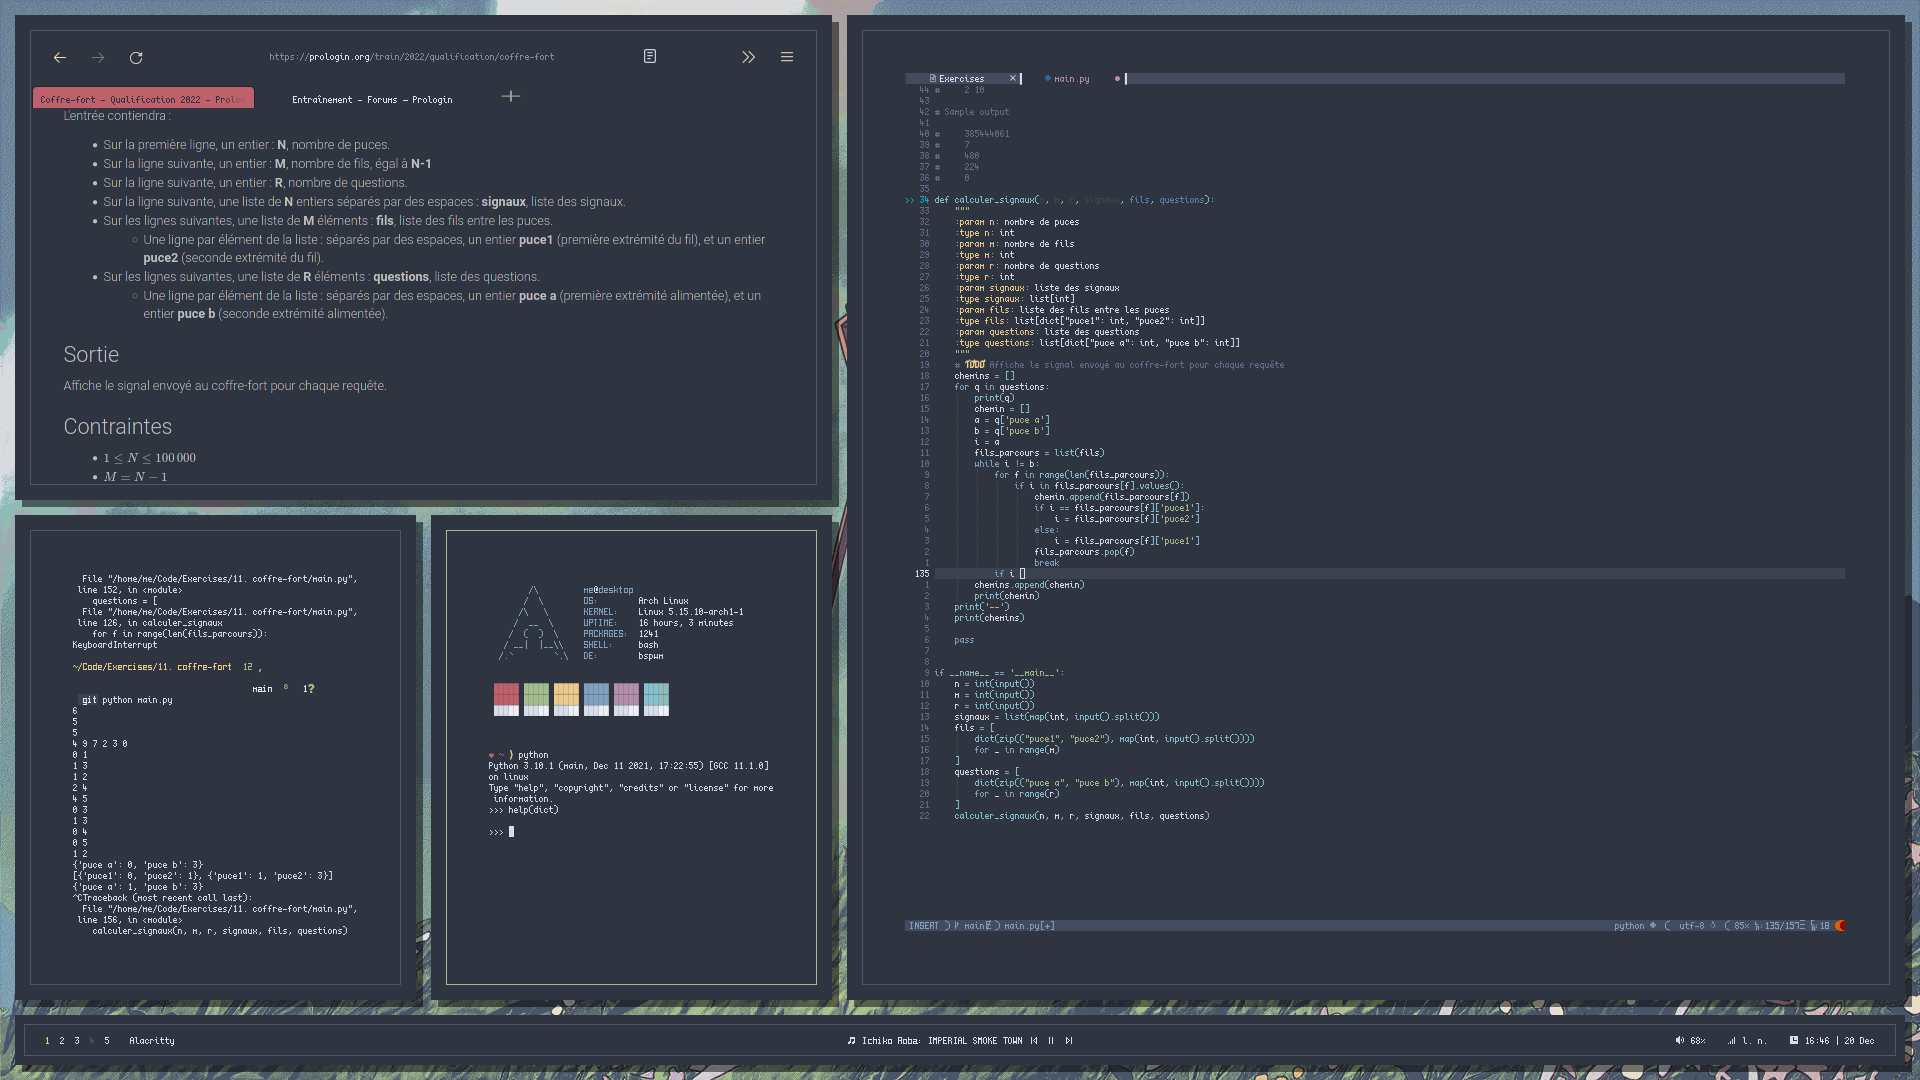 https://prologin.org/train/2022/qualification/coffre-fort
Coffre-fort – Qualification 2022 – Prolo
Entraînement – Forums – Prologin
L'entrée contiendra :
• Sur la première ligne, un entier : N, nombre de puces.
• Sur la ligne suivante, un entier : M, nombre de fils, égal à N-1
• Sur la ligne suivante, un entier : R, nombre de questions.
• Sur la ligne suivante, une liste de N entiers séparés par des espaces : signaux, liste des signaux.
• Sur les lignes suivantes, une liste de M éléments : fils, liste des fils entre les puces.
◦ Une ligne par élément de la liste : séparés par des espaces, un entier puce1 (première extrémité du fil), et un entier
puce2 (seconde extrémité du fil).
• Sur les lignes suivantes, une liste de R éléments : questions, liste des questions.
◦ Une ligne par élément de la liste : séparés par des espaces, un entier puce a (première extrémité alimentée), et un
entier puce b (seconde extrémité alimentée).
Sortie
Affiche le signal envoyé au coffre-fort pour chaque requête.
Contraintes
• 1 ≤ N ≤ 100 000
• M = N − 1
File "/home/me/Code/Exercises/11. coffre-fort/main.py",
line 152, in <module>
questions = [
File "/home/me/Code/Exercises/11. coffre-fort/main.py",
line 126, in calculer_signaux
for f in range(len(fils_parcours)):
KeyboardInterrupt
~/Code/Exercises/11. coffre-fort 12 ,
main 8 1?
git python main.py
6
5
5
4 9 7 2 3 0
0 1
1 3
1 2
2 4
4 5
0 3
1 3
0 4
0 5
1 2
{'puce a': 0, 'puce b': 3}
[{'puce1': 0, 'puce2': 1}, {'puce1': 1, 'puce2': 3}]
{'puce a': 1, 'puce b': 3}
^CTraceback (most recent call last):
File "/home/me/Code/Exercises/11. coffre-fort/main.py",
line 156, in <module>
calculer_signaux(n, m, r, signaux, fils, questions)
me@desktop
OS: Arch Linux
KERNEL: Linux 5.15.10-arch1-1
UPTIME: 16 hours, 3 minutes
PACKAGES: 1241
SHELL: bash
DE: bspwm
~ ) python
Python 3.10.1 (main, Dec 11 2021, 17:22:55) [GCC 11.1.0]
on linux
Type "help", "copyright", "credits" or "license" for more
information.
>>> help(dict)
>>>
Exercises × main.py
44 # 2 10
43
42 # Sample output
41
40 # 385444061
39 # 7
38 # 480
37 # 224
36 # 0
35
>> 34 def calculer_signaux(n, m, r, signaux, fils, questions):
33 """
32 :param n: nombre de puces
31 :type n: int
30 :param m: nombre de fils
29 :type m: int
28 :param r: nombre de questions
27 :type r: int
26 :param signaux: liste des signaux
25 :type signaux: list[int]
24 :param fils: liste des fils entre les puces
23 :type fils: list[dict["puce1": int, "puce2": int]]
22 :param questions: liste des questions
21 :type questions: list[dict["puce a": int, "puce b": int]]
20 """
19 # TODO Affiche le signal envoyé au coffre-fort pour chaque requête
18 chemins = []
17 for q in questions:
16 print(q)
15 chemin = []
14 a = q['puce a']
13 b = q['puce b']
12 i = a
11 fils_parcours = list(fils)
10 while i != b:
9 for f in range(len(fils_parcours)):
8 if i in fils_parcours[f].values():
7 chemin.append(fils_parcours[f])
6 if i == fils_parcours[f]['puce1']:
5 i = fils_parcours[f]['puce2']
4 else:
3 i = fils_parcours[f]['puce1']
2 fils_parcours.pop(f)
1 break
135 if i
1 chemins.append(chemin)
2 print(chemin)
3 print('--')
4 print(chemins)
5
6 pass
7
8
9 if __name__ == '__main__':
10 n = int(input())
11 m = int(input())
12 r = int(input())
13 signaux = list(map(int, input().split()))
14 fils = [
15 dict(zip(("puce1", "puce2"), map(int, input().split())))
16 for _ in range(m)
17 ]
18 questions = [
19 dict(zip(("puce a", "puce b"), map(int, input().split())))
20 for _ in range(r)
21 ]
22 calculer_signaux(n, m, r, signaux, fils, questions)
INSERT ) main ) main.py[+]
python ( utf-8 ( 85% :135/157 :18
1 2 3 4 5 Alacritty
Ichiko Aoba: IMPERIAL SMOKE TOWN
68% l. n. 16:46 | 20 Dec